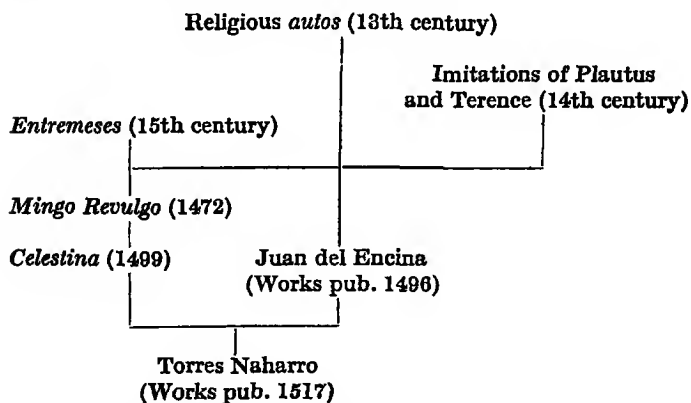 Religious autos (13th century)
Imitations of Plautus
and Terence (14th century)
Entremeses (15th century)
Mingo Revulgo (1472)
Celestina (1499)
Juan del Encina
(Works pub. 1496)
Torres Naharro
(Works pub. 1517)